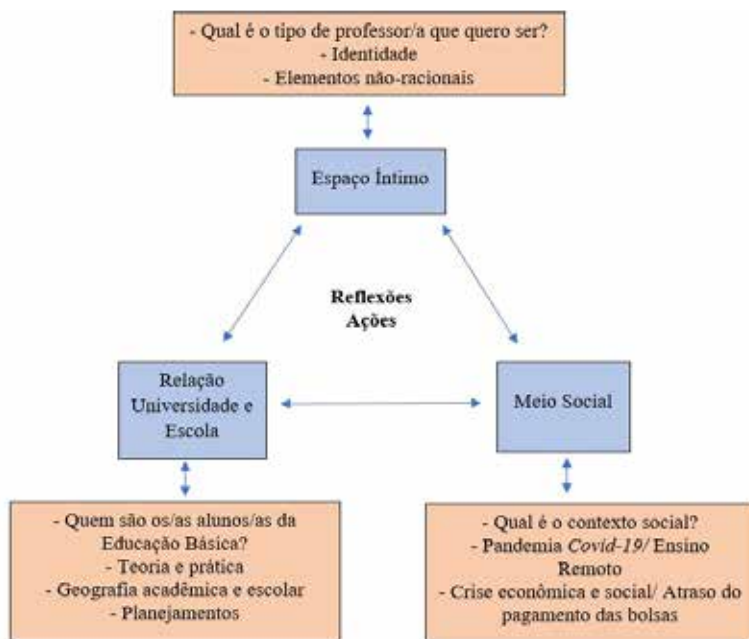 - Qual é o tipo de professor/a que quero ser?
- Identidade
- Elementos não-racionais
Espaço Íntimo
Reflexões
Ações
Relação
Universidade e
Escola
Meio Social
- Quem são os/as alunos/as da
Educação Básica?
- Teoria e prática
- Geografia acadêmica e escolar
- Planejamentos
- Qual é o contexto social?
- Pandemia Covid-19/ Ensino
Remoto
- Crise econômica e social/ Atraso do
pagamento das bolsas